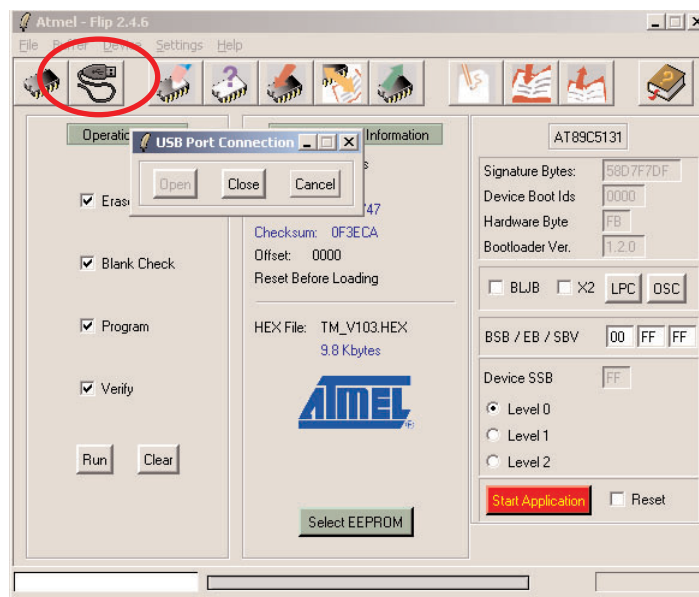 Atmel - Flip 2.4.6
File Buffer Device Settings Help
Information
USB Port Connection
Open Close Cancel
Blank Check
Program
Verify
Run Clear
Checksum: 0F3ECA
Offset: 0000
Reset Before Loading
HEX File: TM_V103.HEX
9.8 Kbytes
ATMEL
Select EEPROM
AT89C5131
Signature Bytes: 58D7F7DF
Device Boot Ids 0000
Hardware Byte FB
Bootloader Ver. 1.2.0
BLJB X2 LPC OSC
BSB / EB / SBV 00 FF FF
Device SSB FF
Level 0
Level 1
Level 2
Start Application Reset